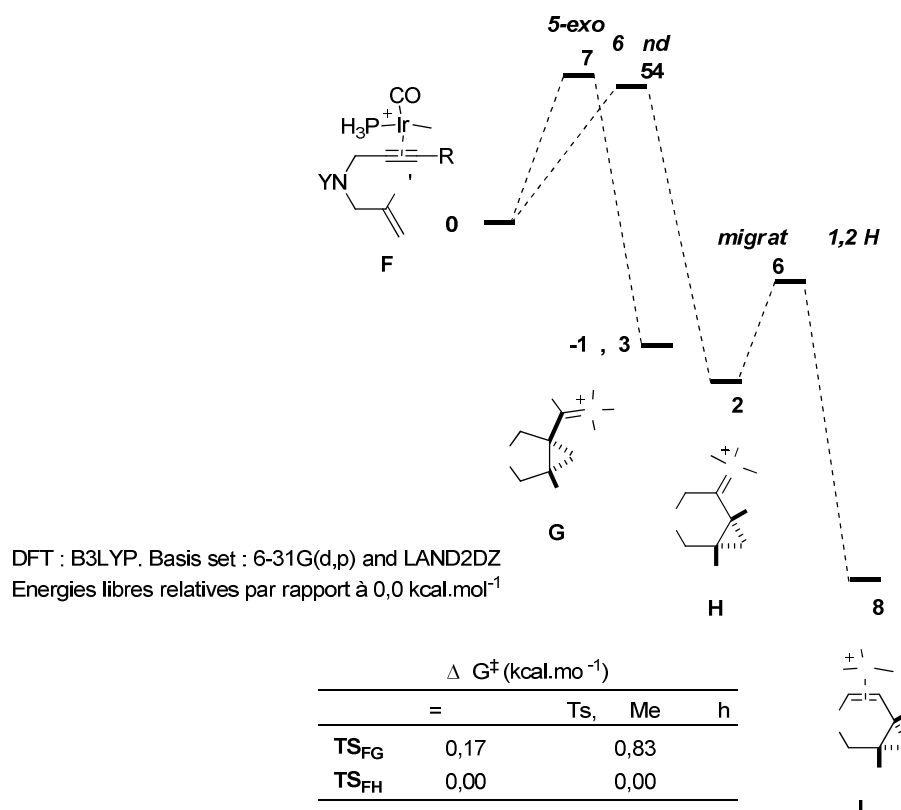 5-exo
6 nd
7
54
CO
H3P + Ir
R
YN '
0
F
migrat 1,2 H
6
-1 , 3
2
+
+
G
H
DFT : B3LYP. Basis set : 6-31G(d,p) and LAND2DZ
Energies libres relatives par rapport à 0,0 kcal.mol-1
8
Δ G‡ (kcal.mo -1)
= Ts, Me h
TSFG 0,17 0,83
TSFH 0,00 0,00
+